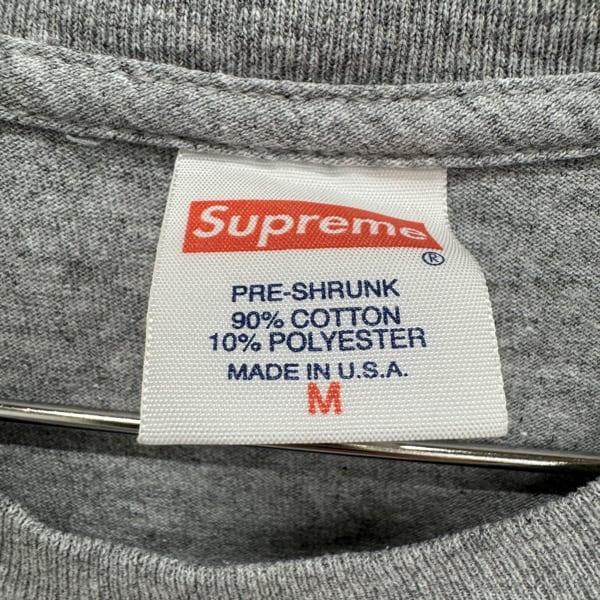 Supreme
®
PRE-SHRUNK
90% COTTON
10% POLYESTER
MADE IN U.S.A.
M